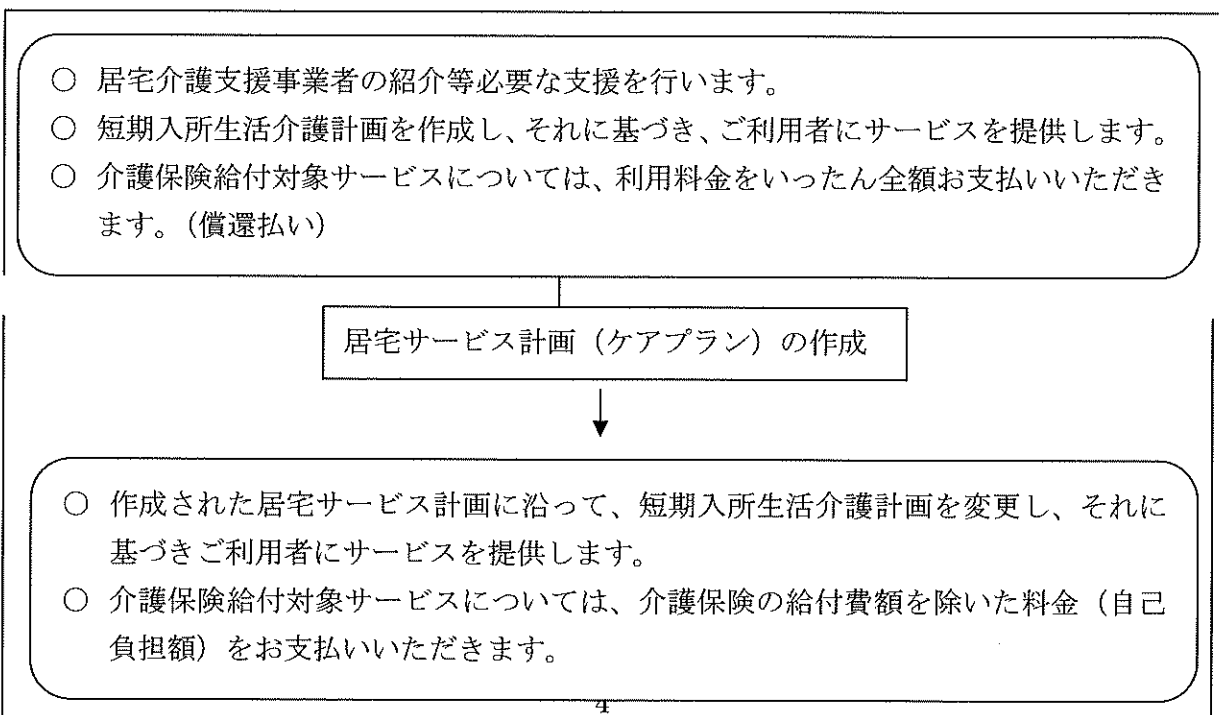 ○ 居宅介護支援事業者の紹介等必要な支援を行います。
○ 短期入所生活介護計画を作成し、それに基づき、ご利用者にサービスを提供します。
○ 介護保険給付対象サービスについては、利用料金をいったん全額お支払いいただき
ます。(償還払い)
居宅サービス計画(ケアプラン)の作成
○ 作成された居宅サービス計画に沿って、短期入所生活介護計画を変更し、それに
基づきご利用者にサービスを提供します。
○ 介護保険給付対象サービスについては、介護保険の給付費額を除いた料金(自己
負担額)をお支払いいただきます。
4